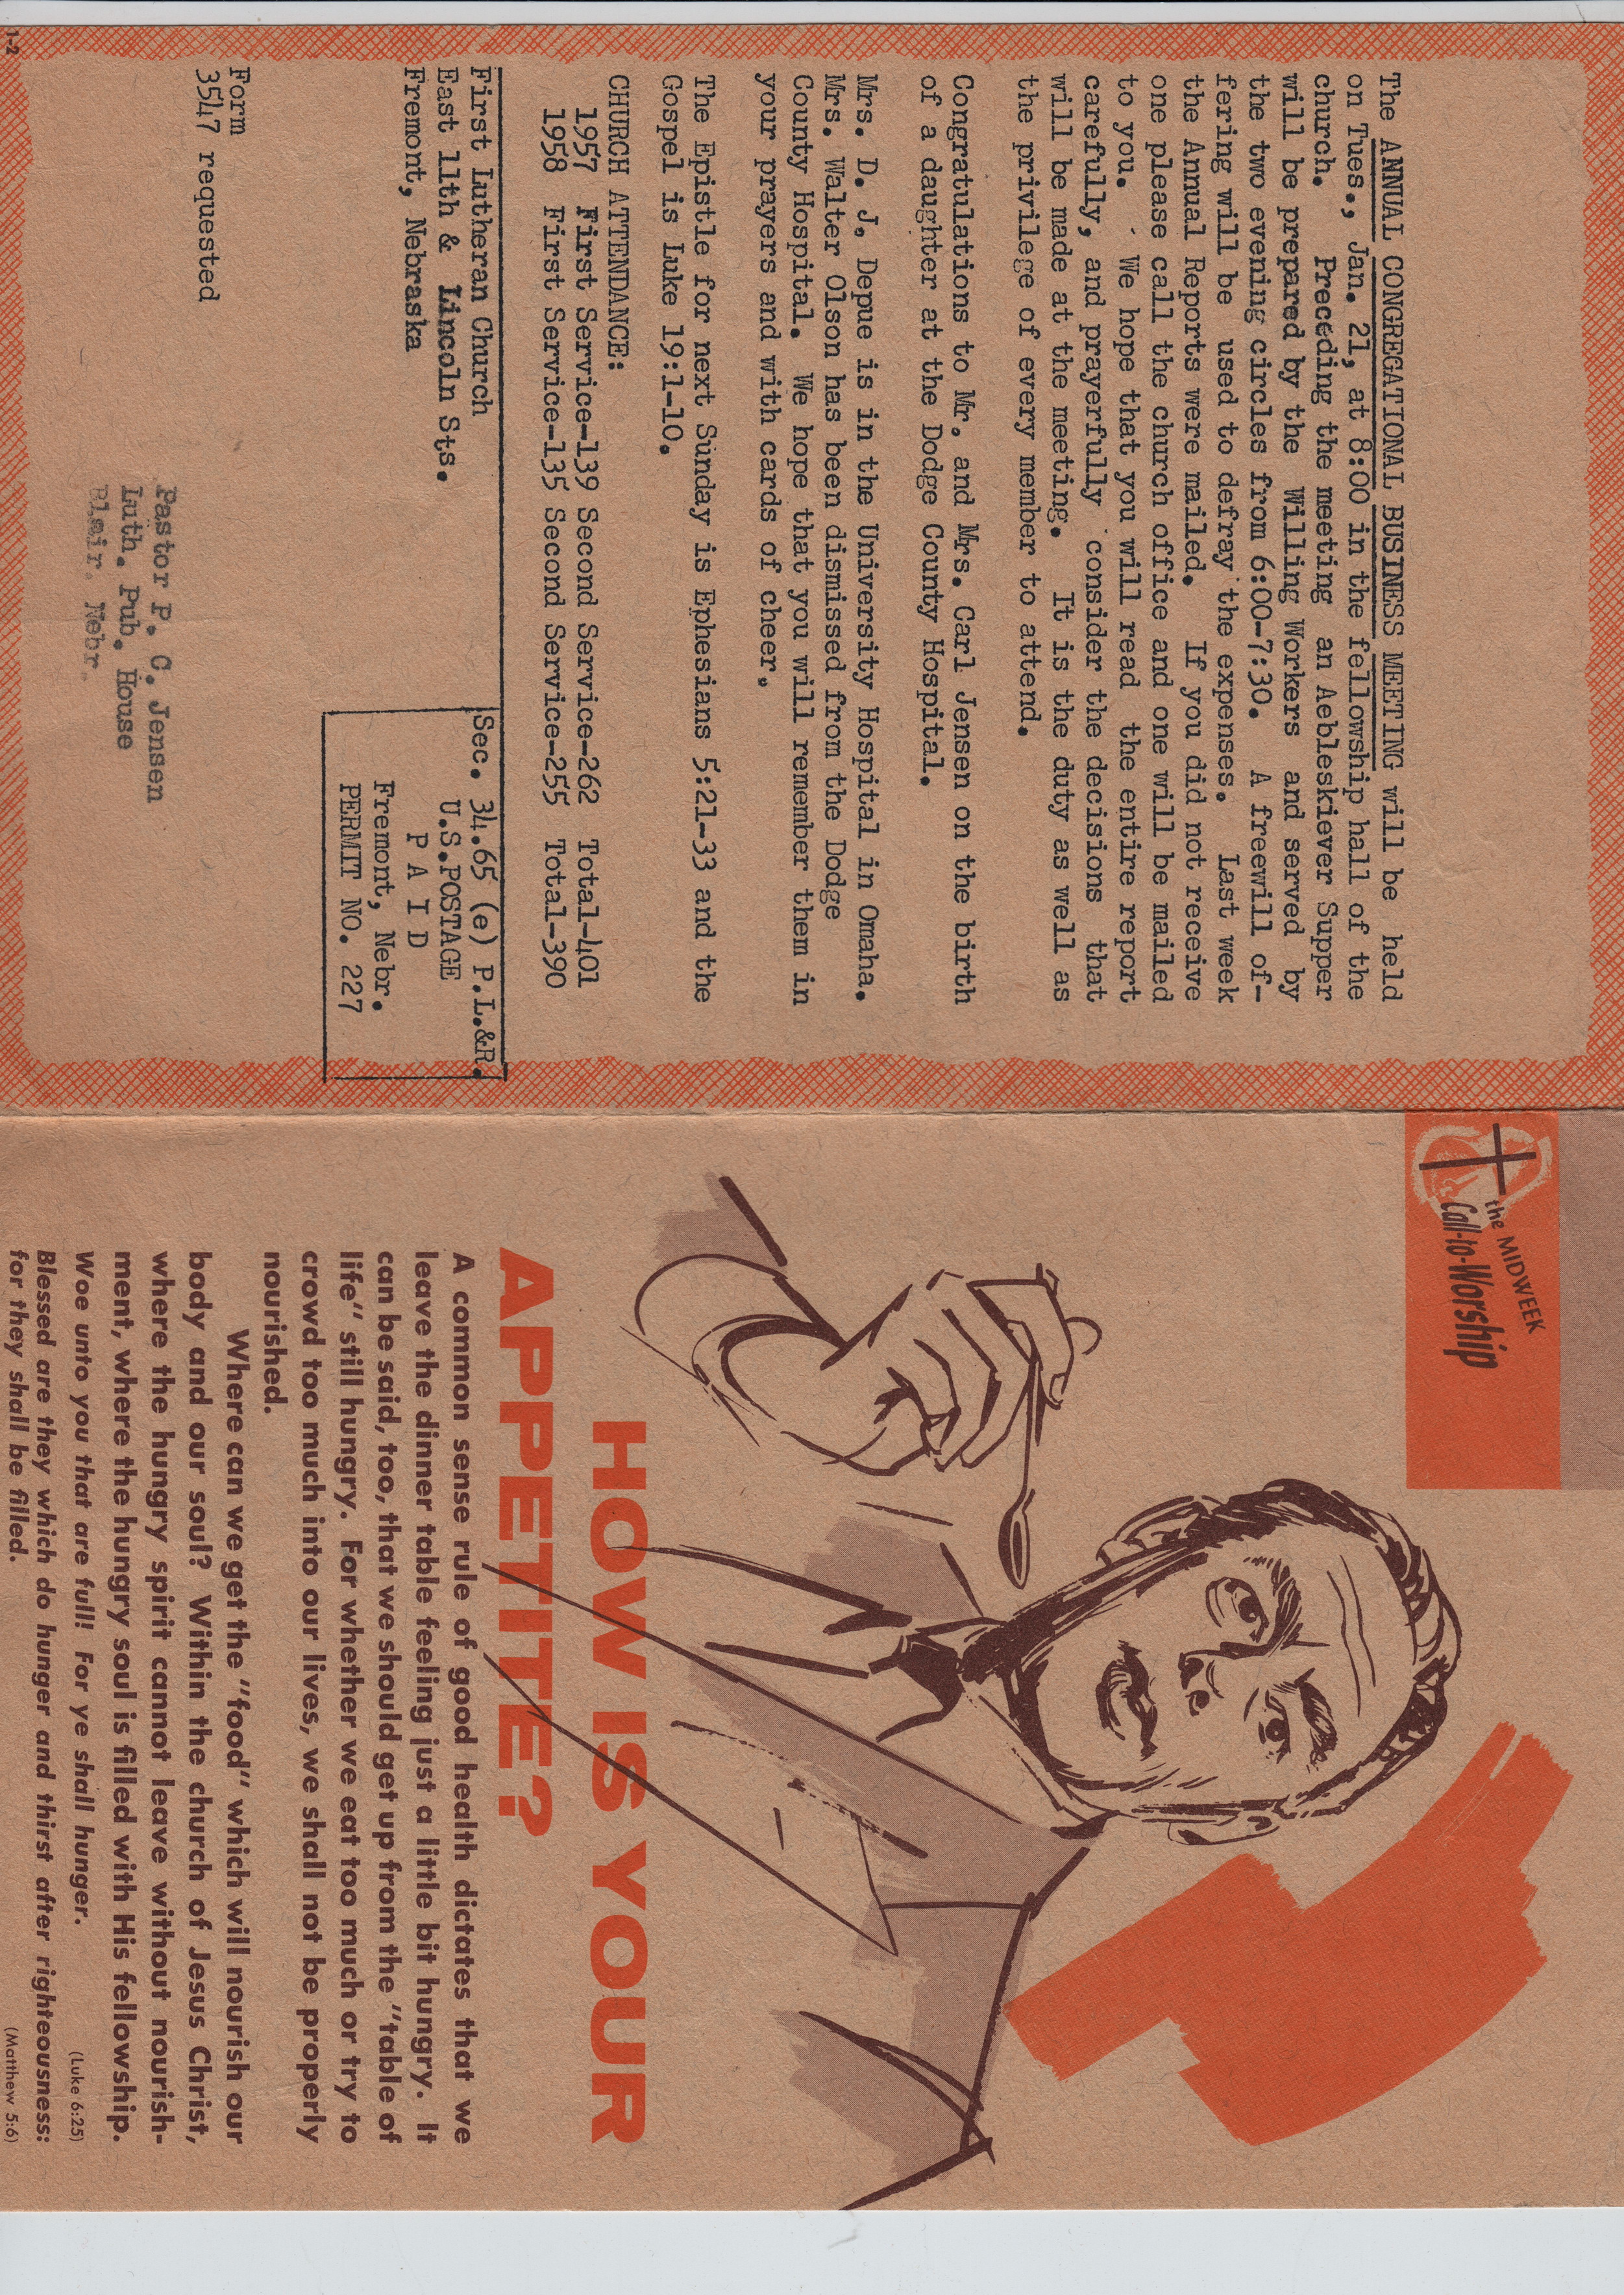 The ANNUAL CONGREGATIONAL BUSINESS MEETING will be held
on Tues., Jan. 21, at 8:00 in the fellowship hall of the
church. Preceding the meeting an Aebleskiever Supper
will be prepared by the Willing Workers and served by
the two evening circles from 6:00-7:30. A freewill of-
fering will be used to defray the expenses. Last week
the Annual Reports were mailed. If you did not receive
one please call the church office and one will be mailed
to you. We hope that you will read the entire report
carefully, and prayerfully consider the decisions that
will be made at the meeting. It is the duty as well as
the privilege of every member to attend.
Congratulations to Mr. and Mrs. Carl Jensen on the birth
of a daughter at the Dodge County Hospital.
Mrs. D. J. Depue is in the University Hospital in Omaha.
Mrs. Walter Olson has been dismissed from the Dodge
County Hospital. We hope that you will remember them in
your prayers and with cards of cheer.
The Epistle for next Sunday is Ephesians 5:21-33 and the
Gospel is Luke 19:1-10.
CHURCH ATTENDANCE:
1957 First Service-139 Second Service-262 Total-401
1958 First Service-135 Second Service-255 Total-390
First Lutheran Church
East 11th & Lincoln Sts.
Fremont, Nebraska
Sec. 34.65 (e) P.L.&R.
U.S.POSTAGE
P A I D
Fremont, Nebr.
PERMIT NO. 227
Form
3547 requested
Pastor P. C. Jensen
Luth. Pub. House
Blair. Nebr.
1-2
the MIDWEEK
Call-to-Worship
HOW IS YOUR
APPETITE?
A common sense rule of good health dictates that we
leave the dinner table feeling just a little bit hungry. It
can be said, too, that we should get up from the "table of
life" still hungry. For whether we eat too much or try to
crowd too much into our lives, we shall not be properly
nourished.
Where can we get the "food" which will nourish our
body and our soul? Within the church of Jesus Christ,
where the hungry spirit cannot leave without nourish-
ment, where the hungry soul is filled with His fellowship.
Woe unto you that are full! For ye shall hunger.
(Luke 6:25)
Blessed are they which do hunger and thirst after righteousness:
for they shall be filled.
(Matthew 5:6)